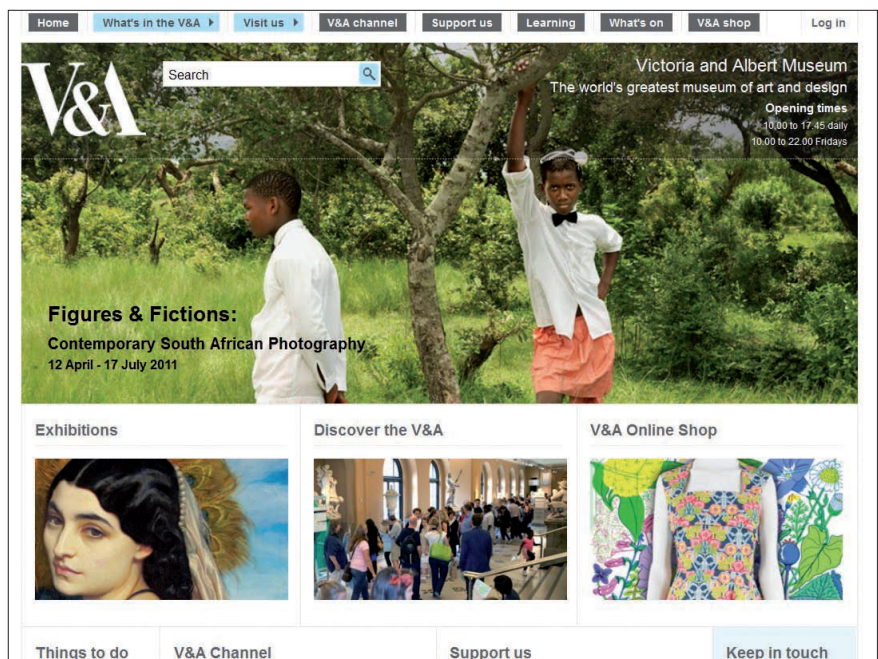 Home What's in the V&A Visit us V&A channel Support us Learning What's on V&A shop Log in
V&A
Search
Victoria and Albert Museum
The world's greatest museum of art and design
Opening times
10.00 to 17.45 daily
10.00 to 22.00 Fridays
Figures & Fictions:
Contemporary South African Photography
12 April - 17 July 2011
Exhibitions
Discover the V&A
V&A Online Shop
Things to do
V&A Channel
Support us
Keep in touch